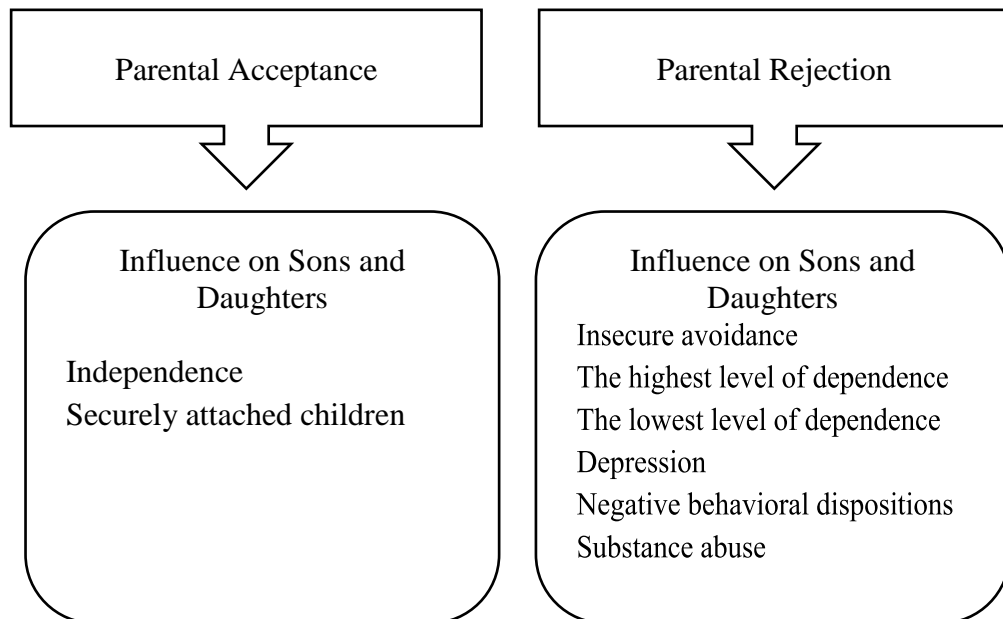 Parental Acceptance
Parental Rejection
Influence on Sons and
Daughters
Independence
Securely attached children
Influence on Sons and
Daughters
Insecure avoidance
The highest level of dependence
The lowest level of dependence
Depression
Negative behavioral dispositions
Substance abuse